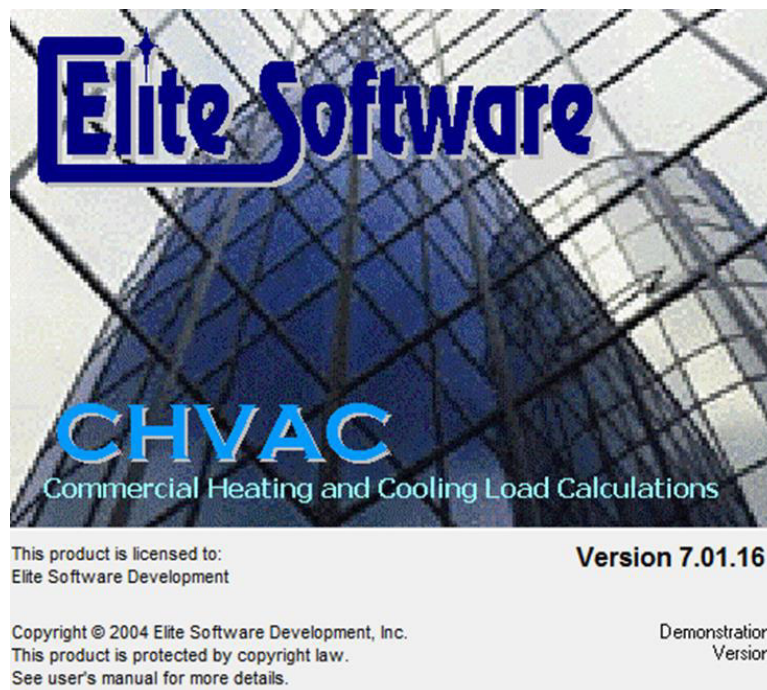 Elite Software
CHVAC
Commercial Heating and Cooling Load Calculations
This product is licensed to:
Elite Software Development
Version 7.01.16
Copyright © 2004 Elite Software Development, Inc.
This product is protected by copyright law.
See user's manual for more details.
Demonstration
Version